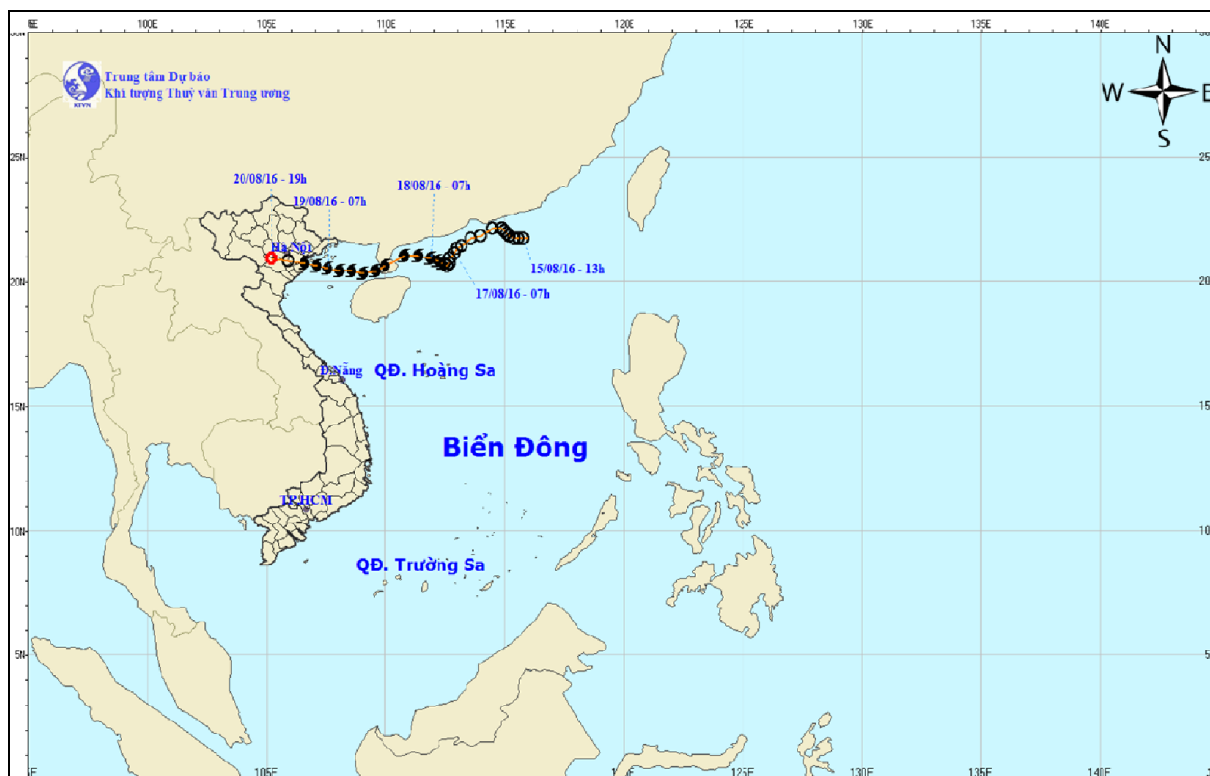 105E
110E
115E
120E
125E
130E
135E
140E
N
W
S
Trung tâm Dự báo
Khí tượng Thuỷ văn Trung ương
25N
20/08/16 - 19h
19/08/16 - 07h
18/08/16 - 07h
Hà Nội
20N
15/08/16 - 13h
17/08/16 - 07h
Đ Nẵng
QĐ. Hoàng Sa
15N
Biển Đông
TP.HCM
10N
QĐ. Trường Sa
5N
100E
105E
125E
130E
135E
140E